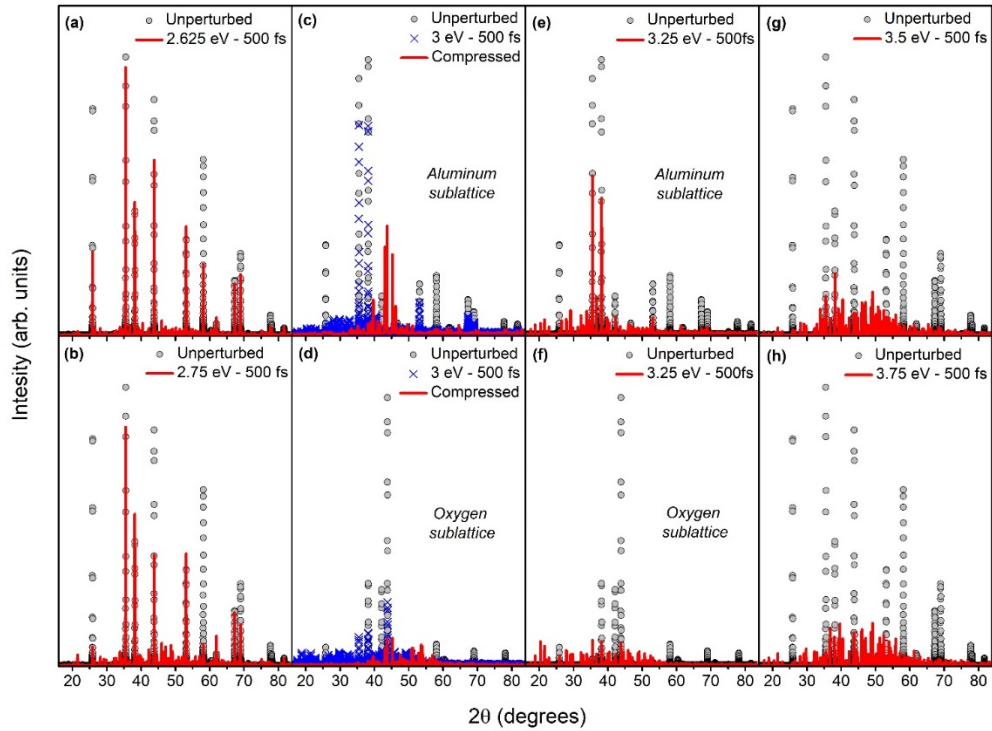 (a)
Unperturbed
2.625 eV - 500 fs
(c)
Unperturbed
3 eV - 500 fs
Compressed
Aluminum
sublattice
(e)
Unperturbed
3.25 eV - 500fs
Aluminum
sublattice
(g)
Unperturbed
3.5 eV - 500 fs
(b)
Unperturbed
2.75 eV - 500 fs
(d)
Unperturbed
3 eV - 500 fs
Compressed
Oxygen
sublattice
(f)
Unperturbed
3.25 eV - 500fs
Oxygen
sublattice
(h)
Unperturbed
3.75 eV - 500 fs
Intesity (arb. units)
20 30 40 50 60 70 80 20 30 40 50 60 70 80 20 30 40 50 60 70 80 20 30 40 50 60 70 80
2θ (degrees)